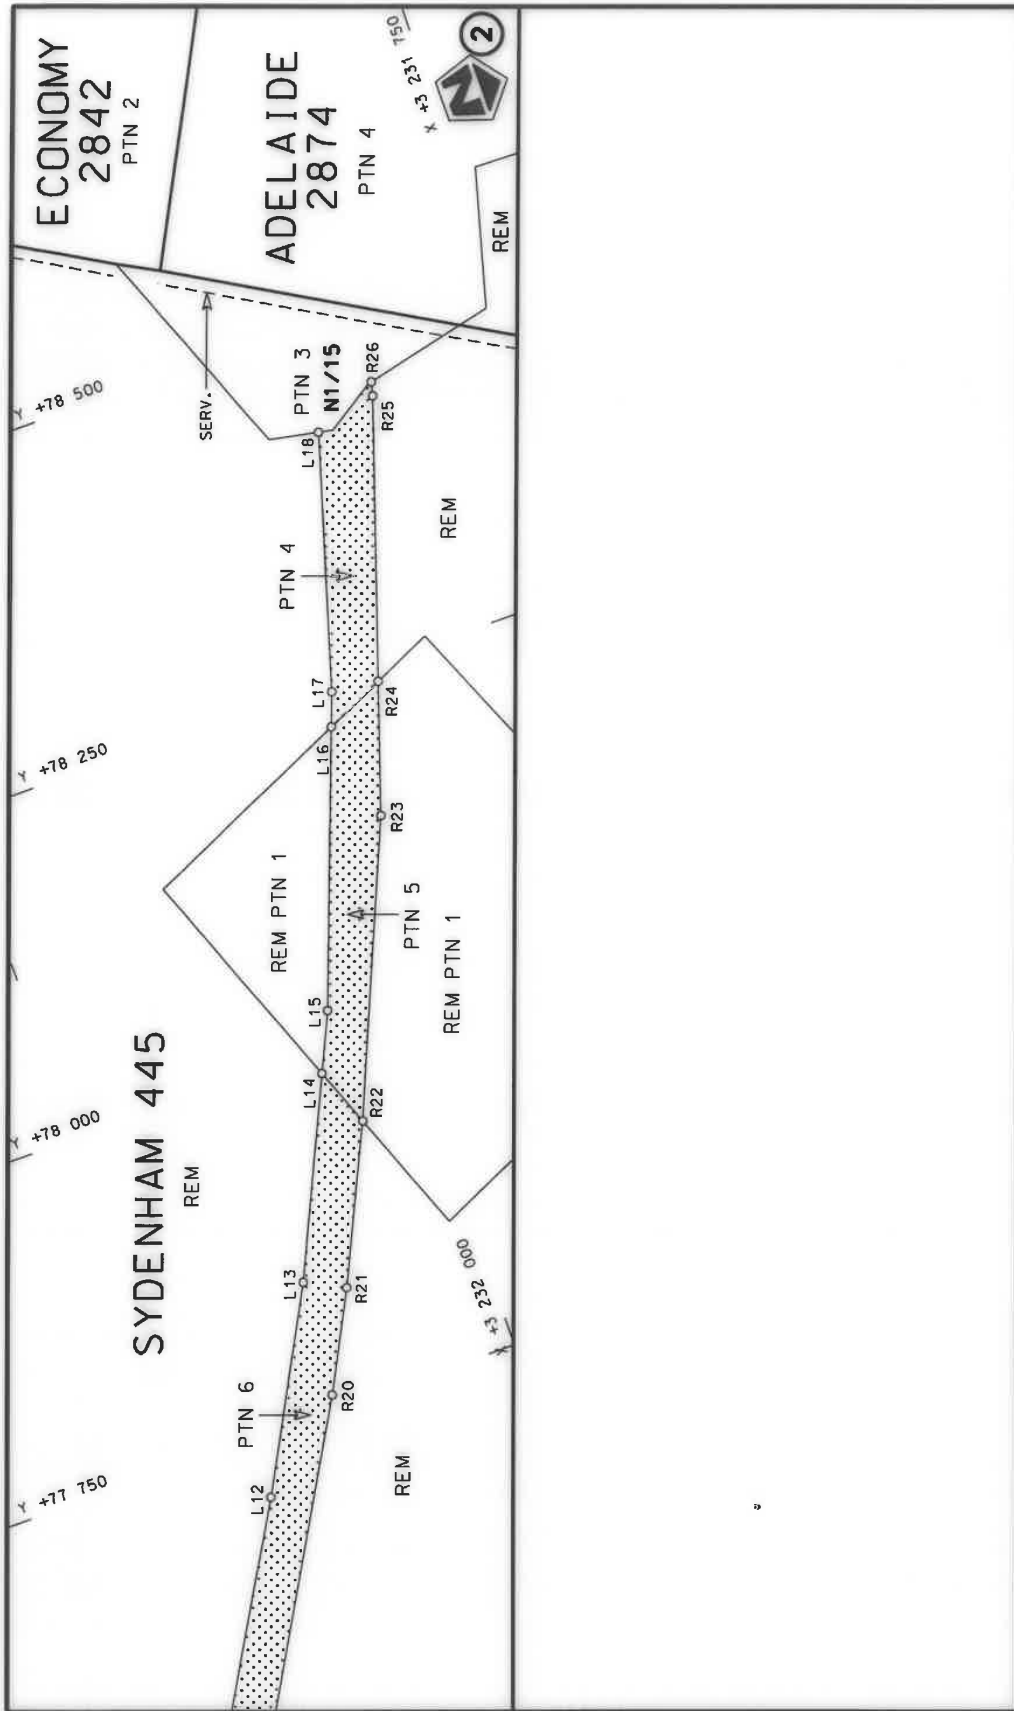 ECONOMY
2842
PTN 2
ADELAIDE
2874
PTN 4
X +3 231 750
2
N
REM
SERV.
Y +78 500
PTN 3
N1/15
L18
R26
R25
PTN 4
REM
L17
L16
R24
Y +78 250
R23
REM PTN 1
PTN 5
REM PTN 1
L15
L14
R22
SYDENHAM 445
REM
Y +78 000
L13
R21
X +3 232 000
PTN 6
R20
L12
REM
Y +77 750